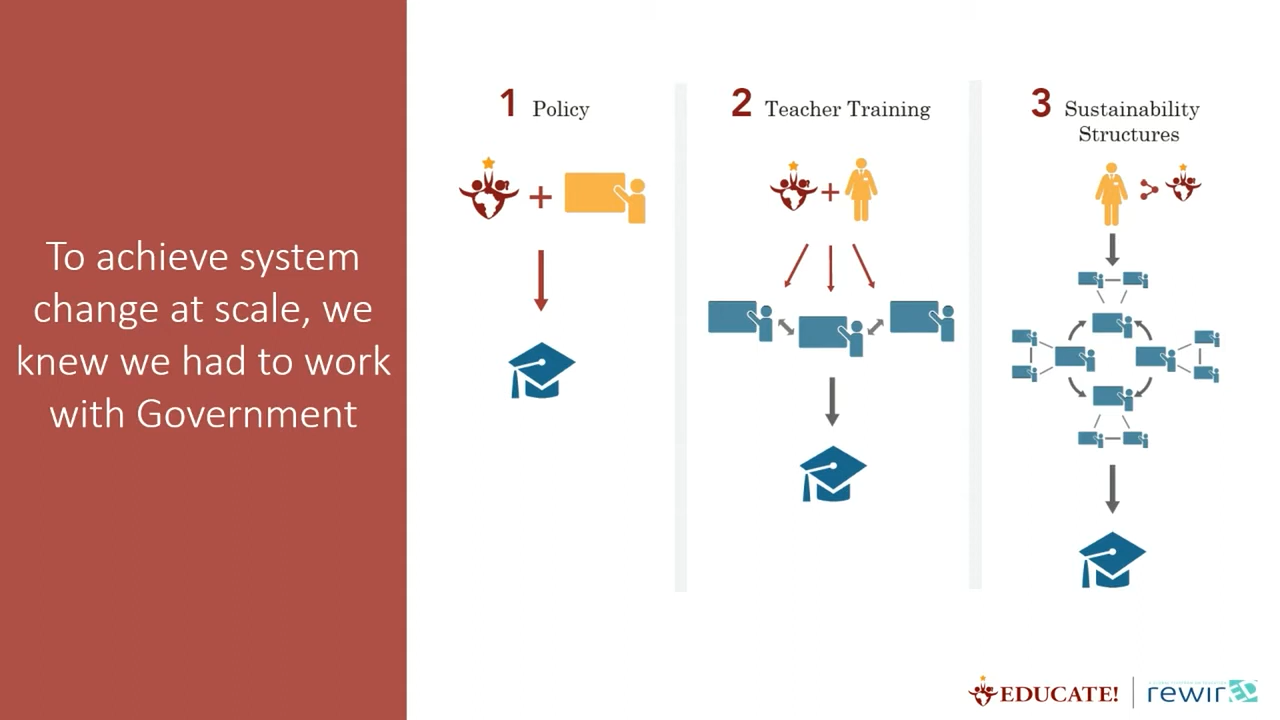 To achieve system
change at scale, we
knew we had to work
with Government
1 Policy
2 Teacher Training
3 Sustainability
Structures
EDUCATE!
rewirED